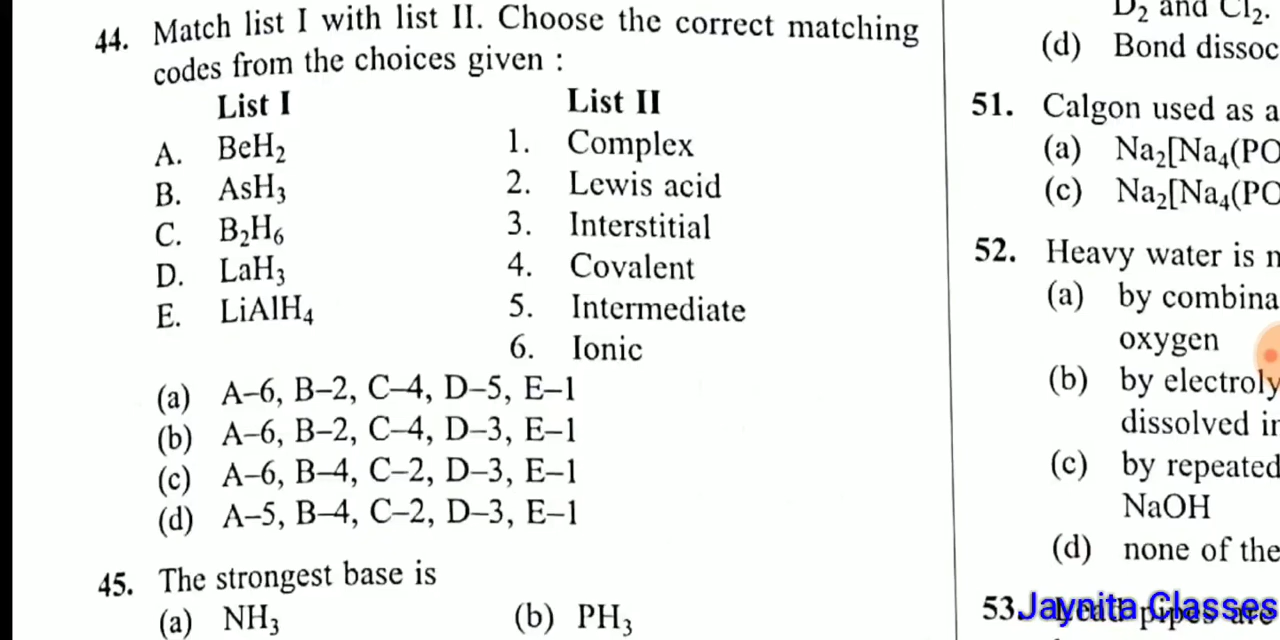 44. Match list I with list II. Choose the correct matching
codes from the choices given :
List I List II
A. BeH₂ 1. Complex
B. AsH₃ 2. Lewis acid
C. B₂H₆ 3. Interstitial
D. LaH₃ 4. Covalent
E. LiAlH₄ 5. Intermediate
6. Ionic
(a) A–6, B–2, C–4, D–5, E–1
(b) A–6, B–2, C–4, D–3, E–1
(c) A–6, B–4, C–2, D–3, E–1
(d) A–5, B–4, C–2, D–3, E–1
45. The strongest base is
(a) NH₃ (b) PH₃
D₂ and Cl₂.
(d) Bond dissoc
51. Calgon used as a
(a) Na₂[Na₄(PO
(c) Na₂[Na₄(PO
52. Heavy water is
(a) by combina
oxygen
(b) by electroly
dissolved in
(c) by repeated
NaOH
(d) none of the
53. Lead pipes are
Jaynita Classes